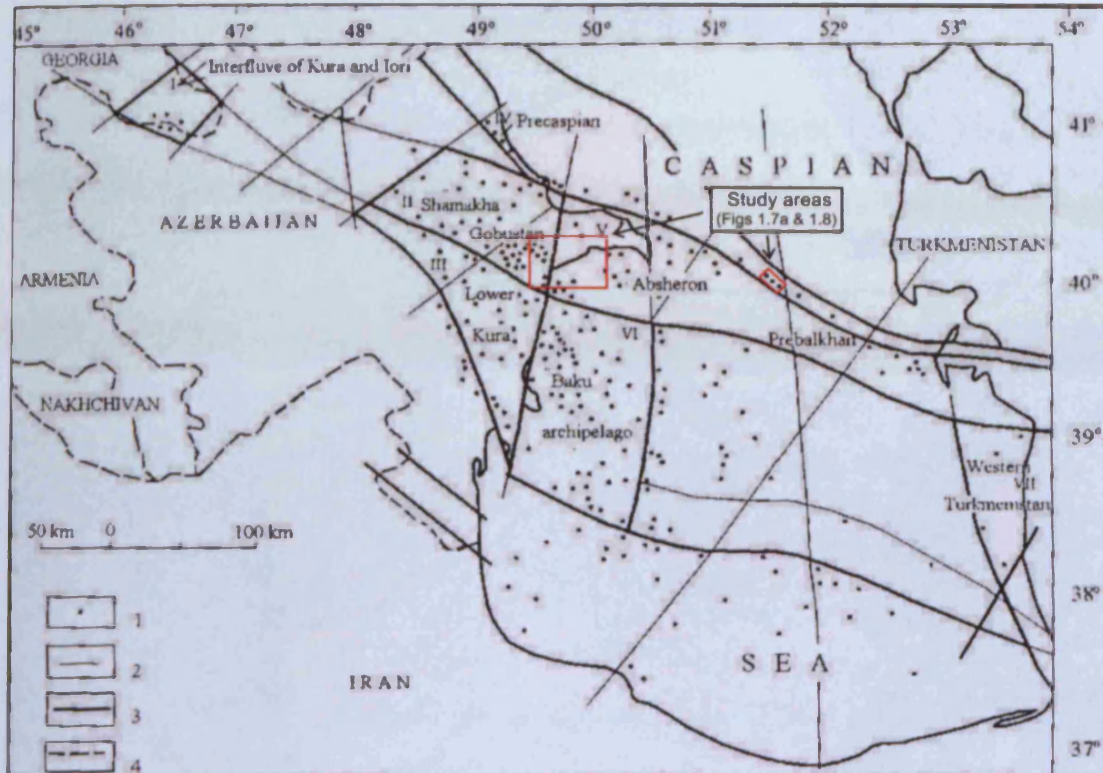 45° 46° 47° 48° 49° 50° 51° 52° 53° 54°
GEORGIA
I
Interfluve of Kura and Iori
IV
Precaspian
41°
CASPIAN
Study areas
(Figs 1.7a & 1.8)
II
Shamakha
AZERBAIJAN
Gobustan
V
TURKMENISTAN
III
ARMENIA
Lower
Absheron
40°
Kura
VI
Prebalkhan
Baku
NAKHCHIVAN
archipelago
39°
Western
VII
Turkmenistan
50 km 0 100 km
38°
1
2
SEA
IRAN
3
37°
4